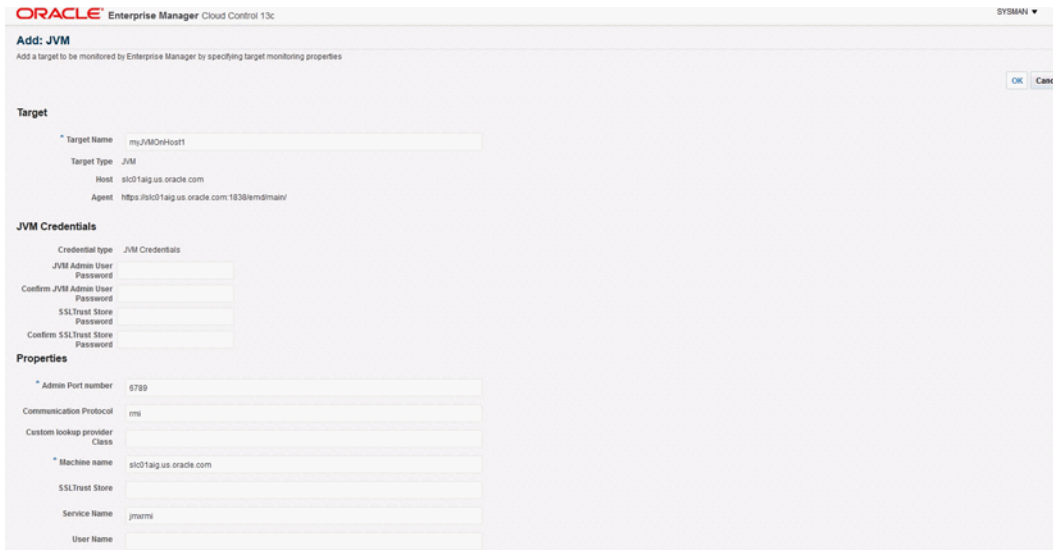 ORACLE Enterprise Manager Cloud Control 13c
SYSMAN
Add: JVM
Add a target to be monitored by Enterprise Manager by specifying target monitoring properties
OK Canc
Target
* Target Name myJVMOnHost1
Target Type JVM
Host slc01aig.us.oracle.com
Agent https://slc01aig.us.oracle.com:1838/emd/main/
JVM Credentials
Credential type JVM Credentials
JVM Admin User
Password
Confirm JVM Admin User
Password
SSLTrust Store
Password
Confirm SSLTrust Store
Password
Properties
* Admin Port number 6789
Communication Protocol rmi
Custom lookup provider
Class
* Machine name slc01aig.us.oracle.com
SSLTrust Store
Service Name jmxrmi
User Name